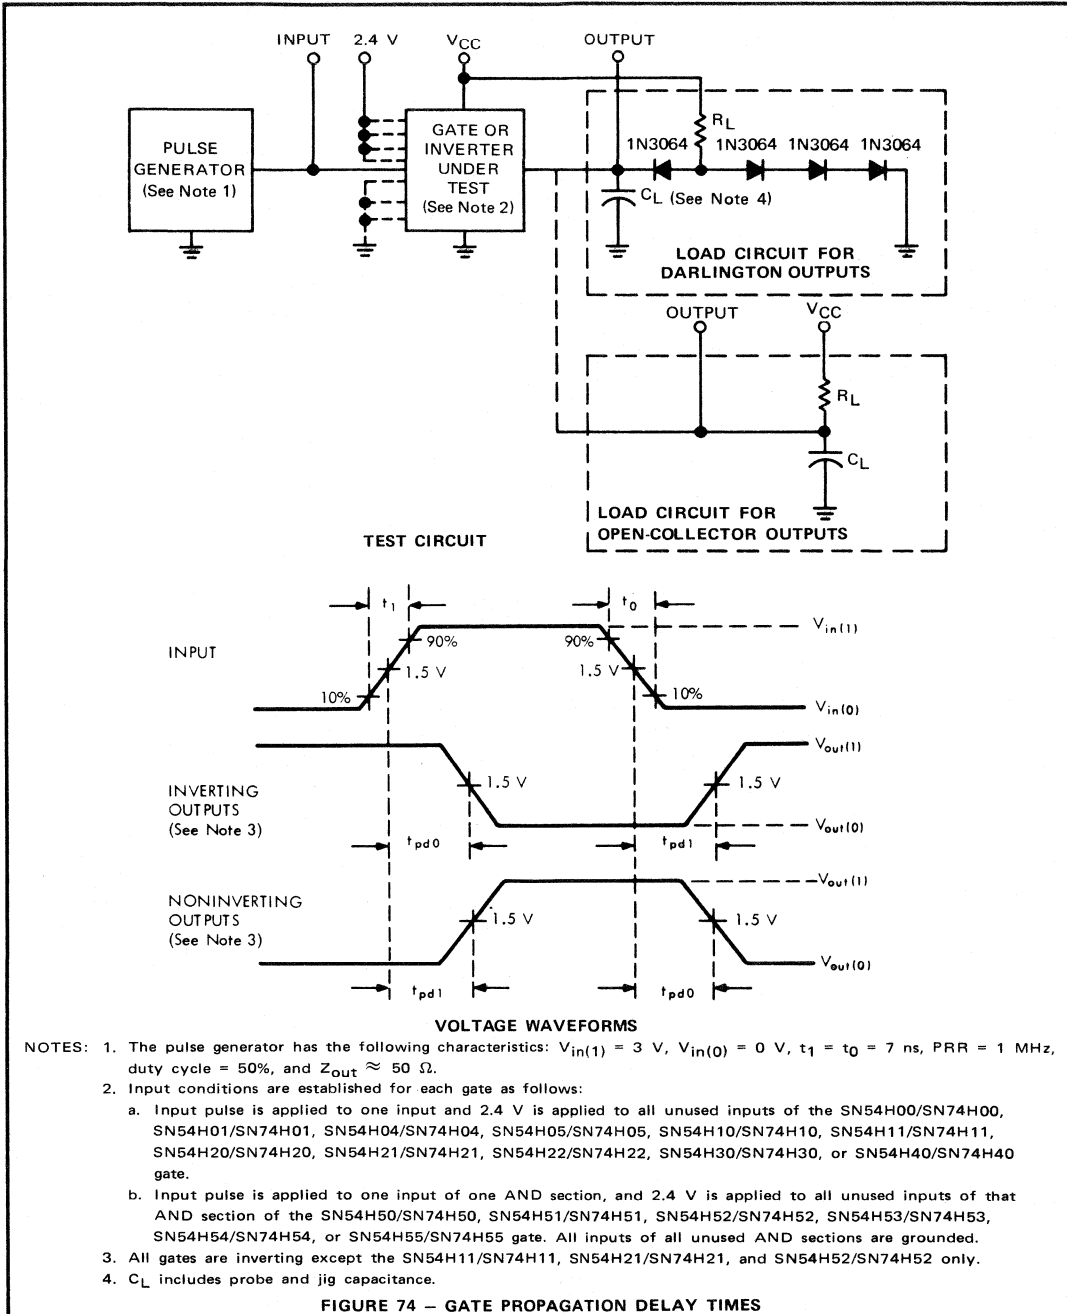 INPUT 2.4 V VCC OUTPUT
PULSE
GENERATOR
(See Note 1)
GATE OR
INVERTER
UNDER
TEST
(See Note 2)
RL
1N3064 1N3064 1N3064 1N3064
CL (See Note 4)
LOAD CIRCUIT FOR
DARLINGTON OUTPUTS
OUTPUT VCC
RL
CL
LOAD CIRCUIT FOR
OPEN-COLLECTOR OUTPUTS
TEST CIRCUIT
t1 t0
INPUT
90% 90% Vin(1)
1.5 V 1.5 V
10% 10%
Vin(0)
Vout(1)
INVERTING
OUTPUTS
(See Note 3)
1.5 V 1.5 V
Vout(0)
tpd0 tpd1
Vout(1)
NONINVERTING
OUTPUTS
(See Note 3)
1.5 V 1.5 V
Vout(0)
tpd1 tpd0
VOLTAGE WAVEFORMS
NOTES: 1. The pulse generator has the following characteristics: Vin(1) = 3 V, Vin(0) = 0 V, t1 = t0 = 7 ns, PRR = 1 MHz,
duty cycle = 50%, and Zout ≈ 50 Ω.
2. Input conditions are established for each gate as follows:
a. Input pulse is applied to one input and 2.4 V is applied to all unused inputs of the SN54H00/SN74H00,
SN54H01/SN74H01, SN54H04/SN74H04, SN54H05/SN74H05, SN54H10/SN74H10, SN54H11/SN74H11,
SN54H20/SN74H20, SN54H21/SN74H21, SN54H22/SN74H22, SN54H30/SN74H30, or SN54H40/SN74H40
gate.
b. Input pulse is applied to one input of one AND section, and 2.4 V is applied to all unused inputs of that
AND section of the SN54H50/SN74H50, SN54H51/SN74H51, SN54H52/SN74H52, SN54H53/SN74H53,
SN54H54/SN74H54, or SN54H55/SN74H55 gate. All inputs of all unused AND sections are grounded.
3. All gates are inverting except the SN54H11/SN74H11, SN54H21/SN74H21, and SN54H52/SN74H52 only.
4. CL includes probe and jig capacitance.
FIGURE 74 – GATE PROPAGATION DELAY TIMES